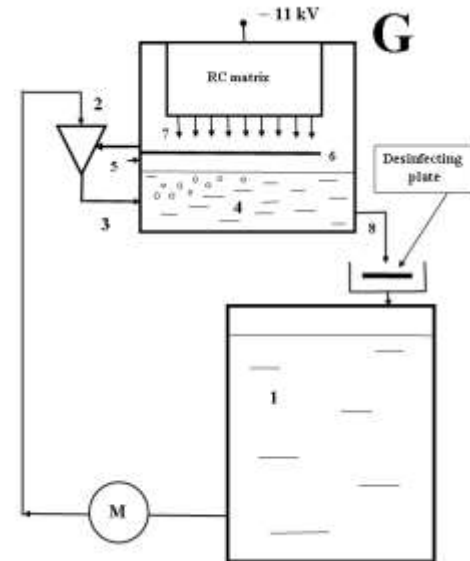 – 11 kV
G
RC matrix
2
7
6
5
Desinfecting
plate
4
3
8
1
M